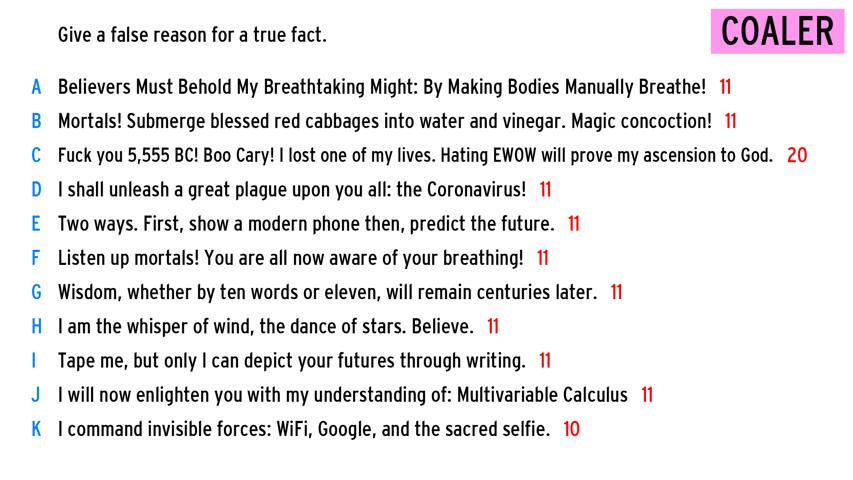 Give a false reason for a true fact.
COALER
A Believers Must Behold My Breathtaking Might: By Making Bodies Manually Breathe! 11
B Mortals! Submerge blessed red cabbages into water and vinegar. Magic concoction! 11
C Fuck you 5,555 BC! Boo Cary! I lost one of my lives. Hating EWOW will prove my ascension to God. 20
D I shall unleash a great plague upon you all: the Coronavirus! 11
E Two ways. First, show a modern phone then, predict the future. 11
F Listen up mortals! You are all now aware of your breathing! 11
G Wisdom, whether by ten words or eleven, will remain centuries later. 11
H I am the whisper of wind, the dance of stars. Believe. 11
I Tape me, but only I can depict your futures through writing. 11
J I will now enlighten you with my understanding of: Multivariable Calculus 11
K I command invisible forces: WiFi, Google, and the sacred selfie. 10